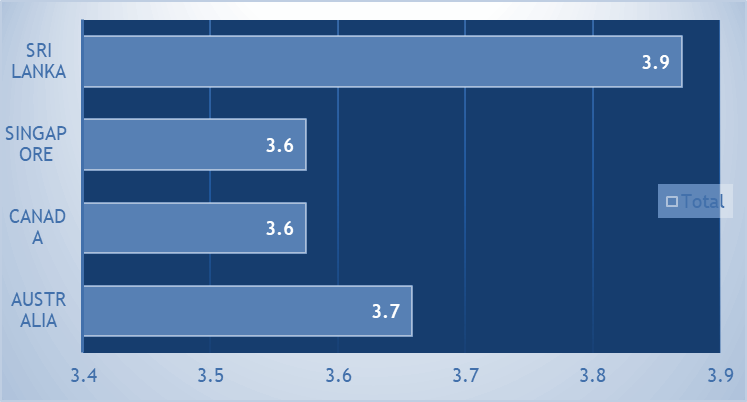 SRI
LANKA
3.9
SINGAP
ORE
3.6
Total
CANAD
A
3.6
AUSTR
ALIA
3.7
3.4 3.5 3.6 3.7 3.8 3.9